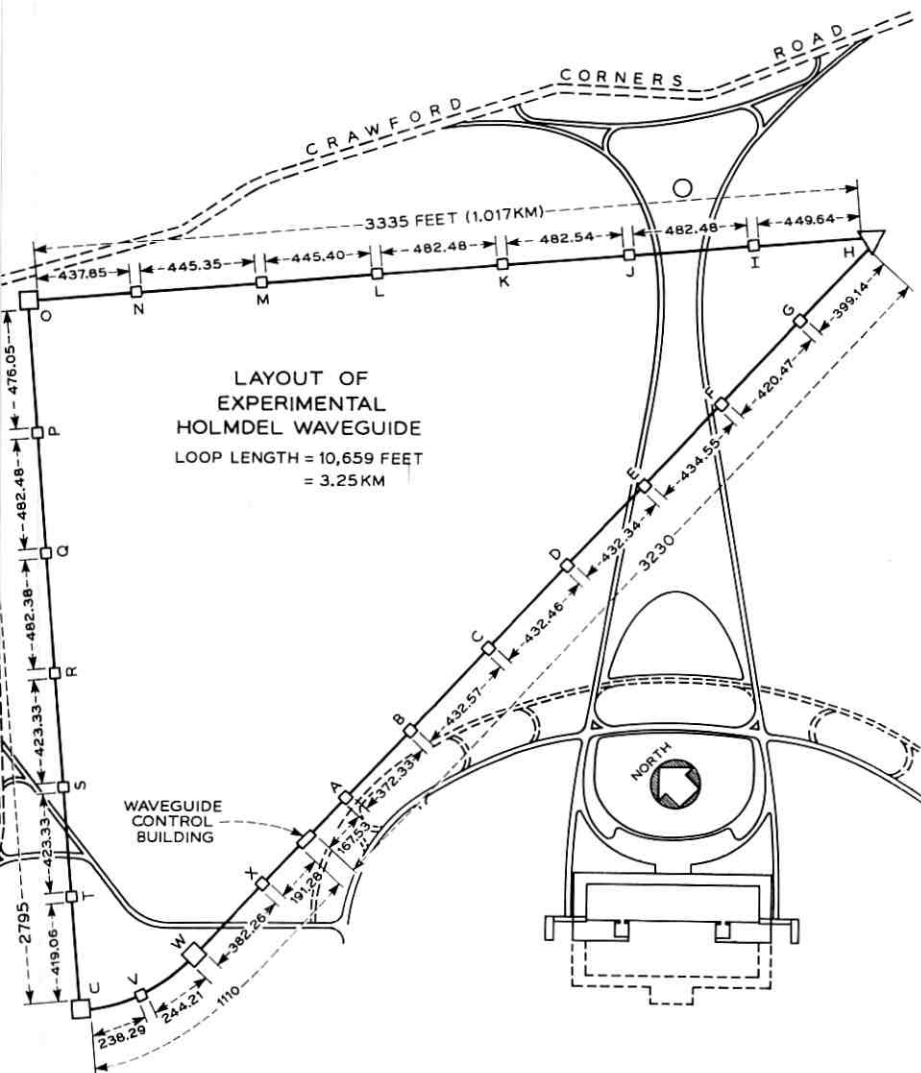 CRAWFORD CORNERS ROAD
3335 FEET (1.017KM)
437.85
445.35
445.40
482.48
482.54
482.48
449.64
O
N
M
L
K
J
I
H
399.14
G
420.47
F
434.55
E
432.34
3230
D
432.46
C
432.57
B
372.33
A
167.53
LAYOUT OF
EXPERIMENTAL
HOLMDEL WAVEGUIDE
LOOP LENGTH = 10,659 FEET
= 3.25KM
476.05
P
482.48
Q
482.38
R
423.33
S
423.33
T
419.06
2795
U
WAVEGUIDE
CONTROL
BUILDING
191.28
X
382.26
W
1110
244.21
V
238.29
NORTH